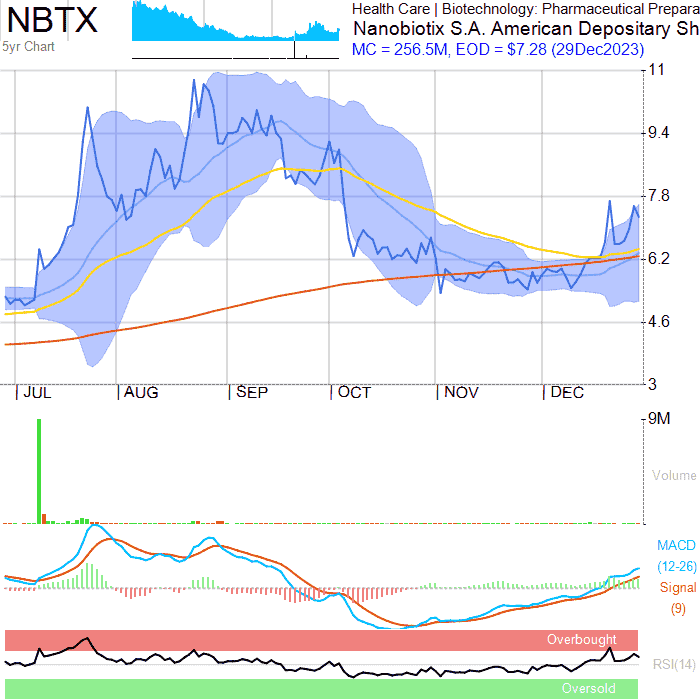 NBTX
5yr Chart
Health Care | Biotechnology: Pharmaceutical Prepara
Nanobiotix S.A. American Depositary Sh
MC = 256.5M, EOD = $7.28 (29Dec2023)
11
9.4
7.8
6.2
4.6
3
JUL AUG SEP OCT NOV DEC
9M
Volume
MACD
(12-26)
Signal
(9)
Overbought
RSI(14)
Oversold